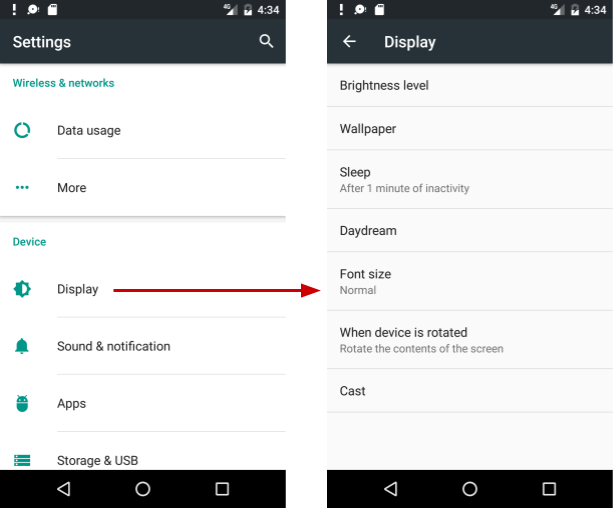 4G 4:34
Settings
Wireless & networks
Data usage
More
Device
Display
Sound & notification
Apps
Storage & USB
4G 4:34
Display
Brightness level
Wallpaper
Sleep
After 1 minute of inactivity
Daydream
Font size
Normal
When device is rotated
Rotate the contents of the screen
Cast